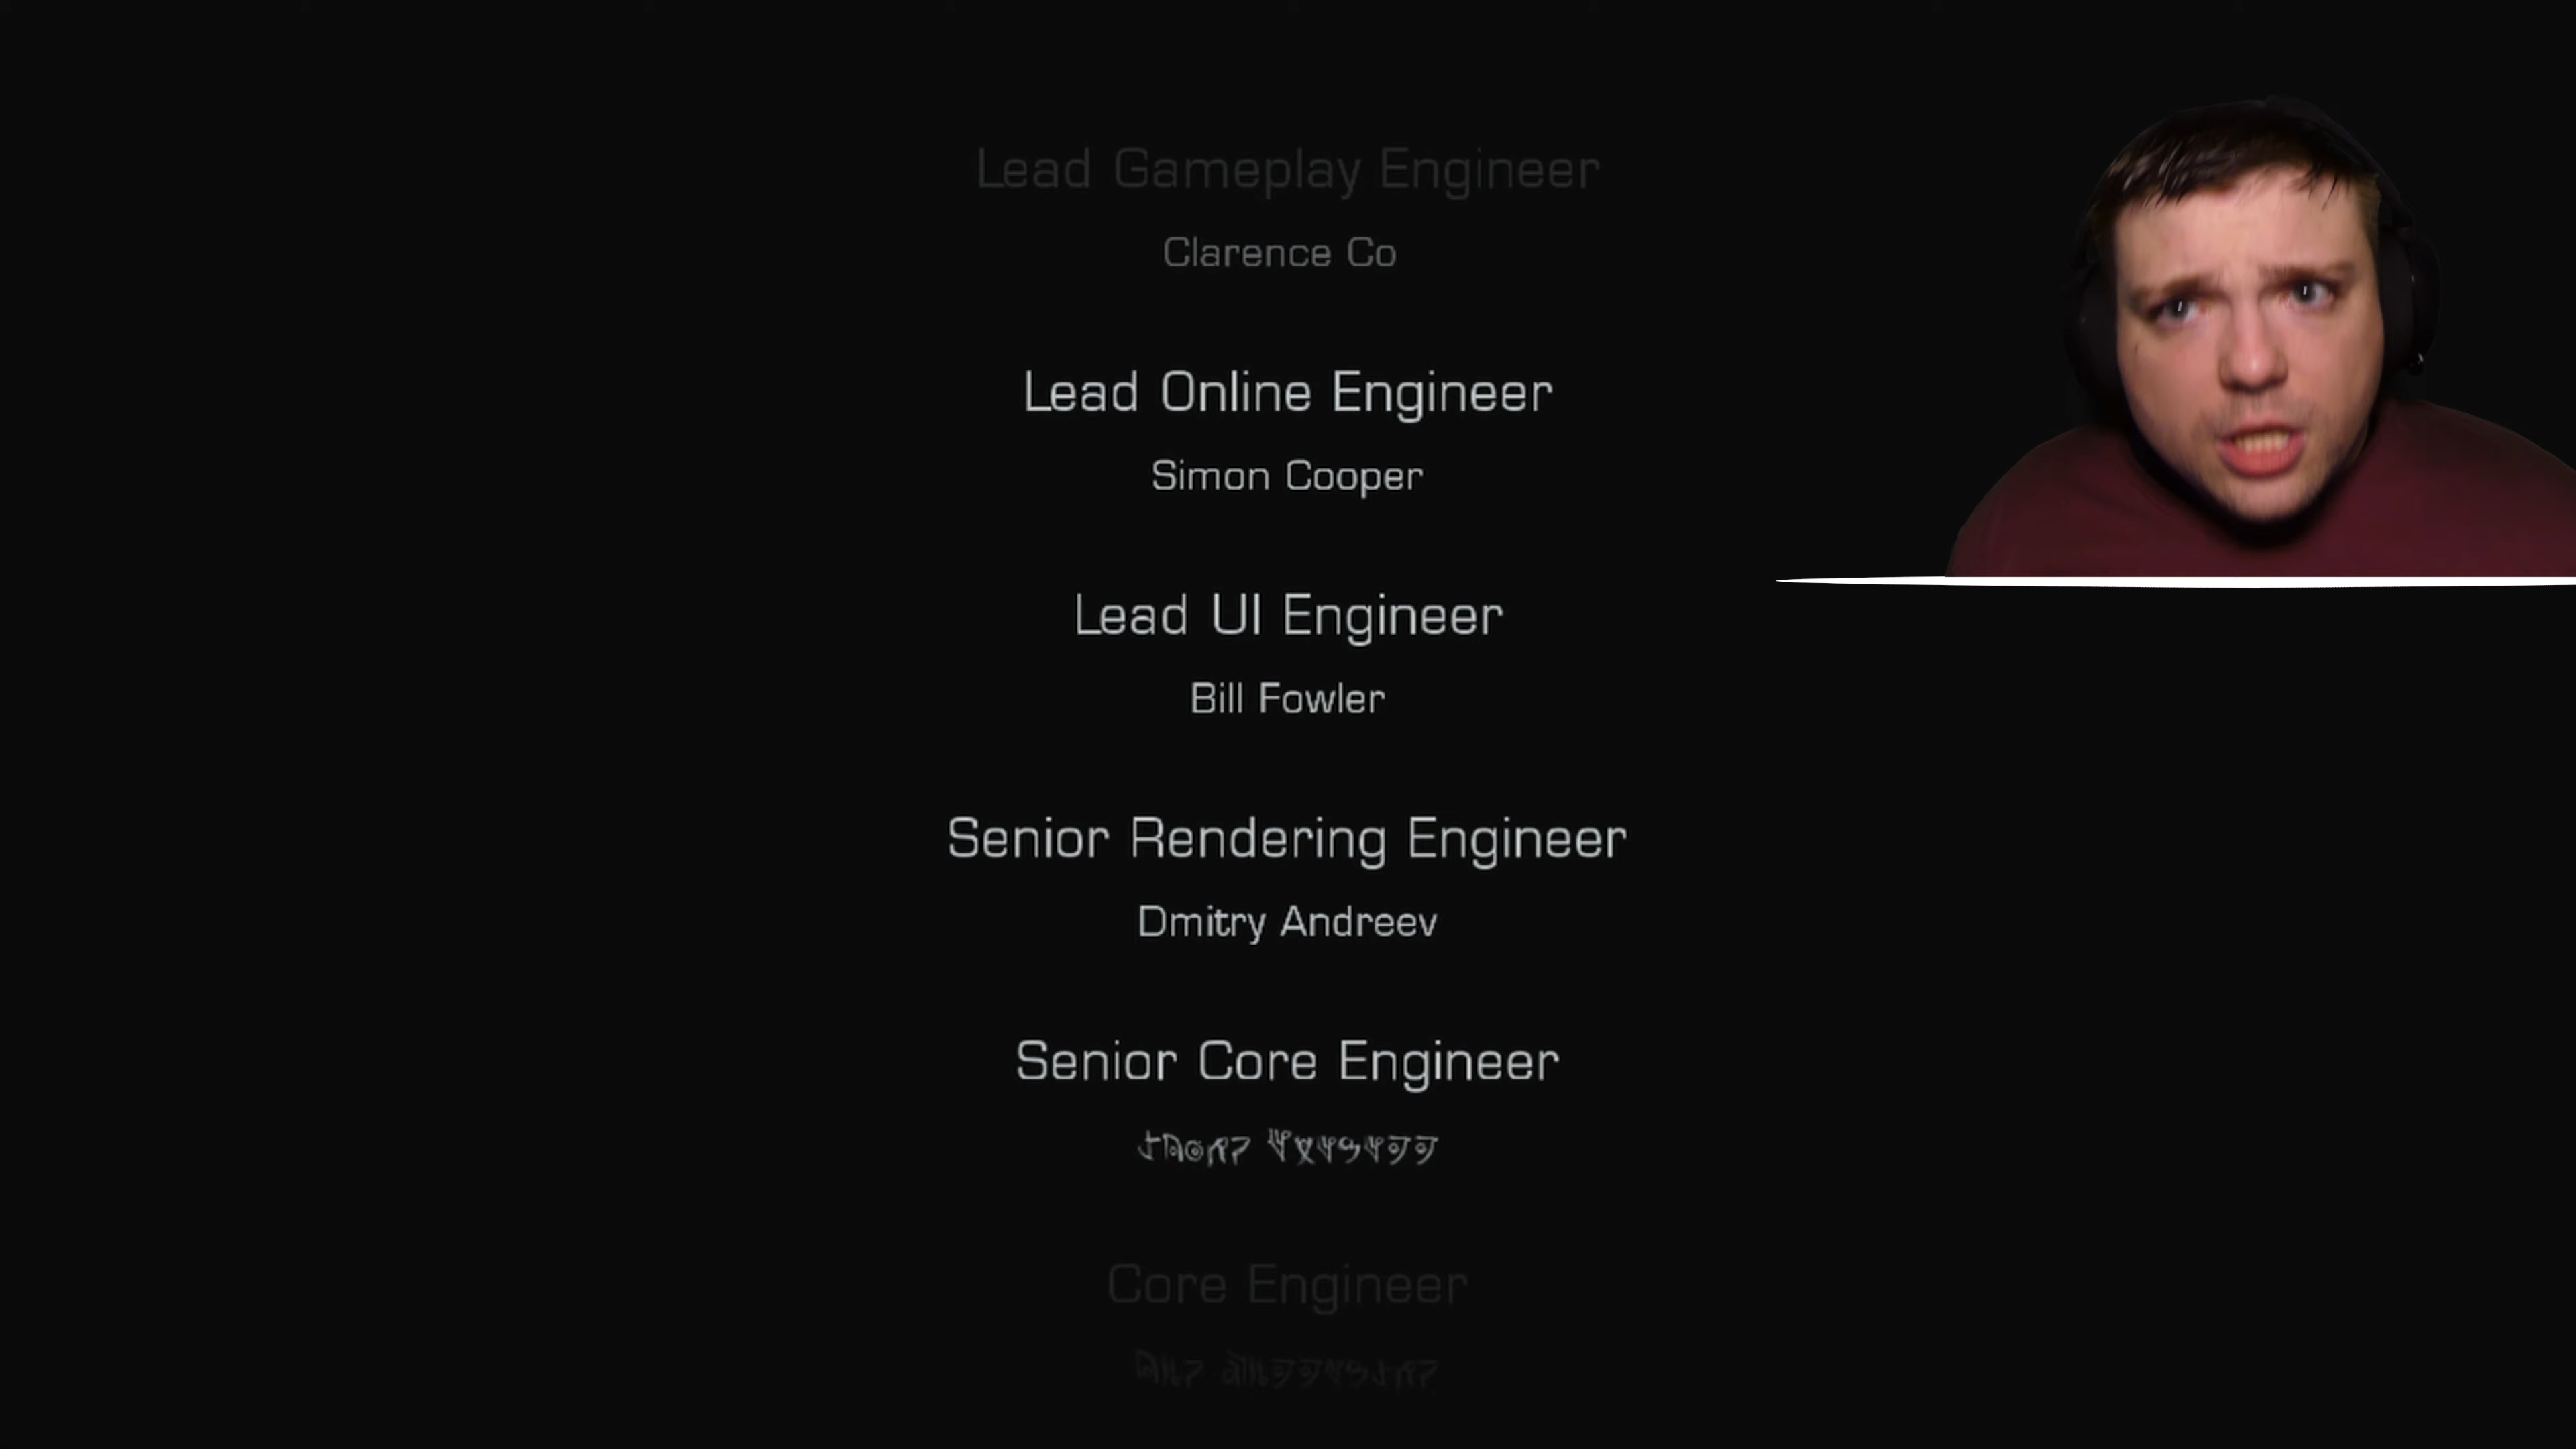 Lead Gameplay Engineer
Clarence Co
Lead Online Engineer
Simon Cooper
Lead UI Engineer
Bill Fowler
Senior Rendering Engineer
Dmitry Andreev
Senior Core Engineer
Core Engineer